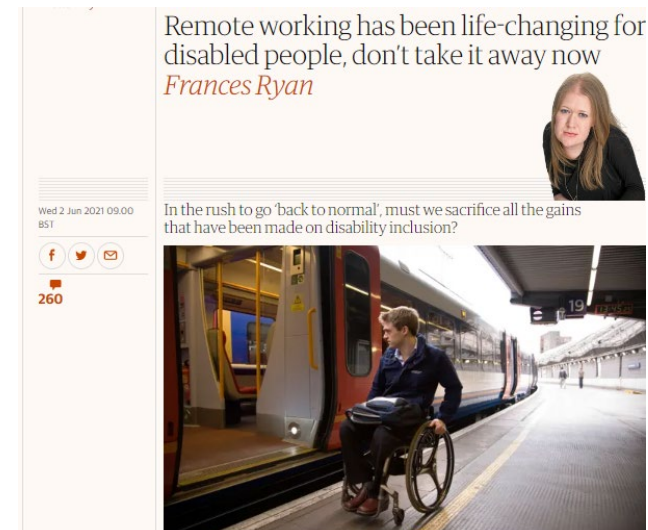 Remote working has been life-changing for
disabled people, don't take it away now
Frances Ryan
Wed 2 Jun 2021 09.00
BST
In the rush to go 'back to normal', must we sacrifice all the gains
that have been made on disability inclusion?
260
19